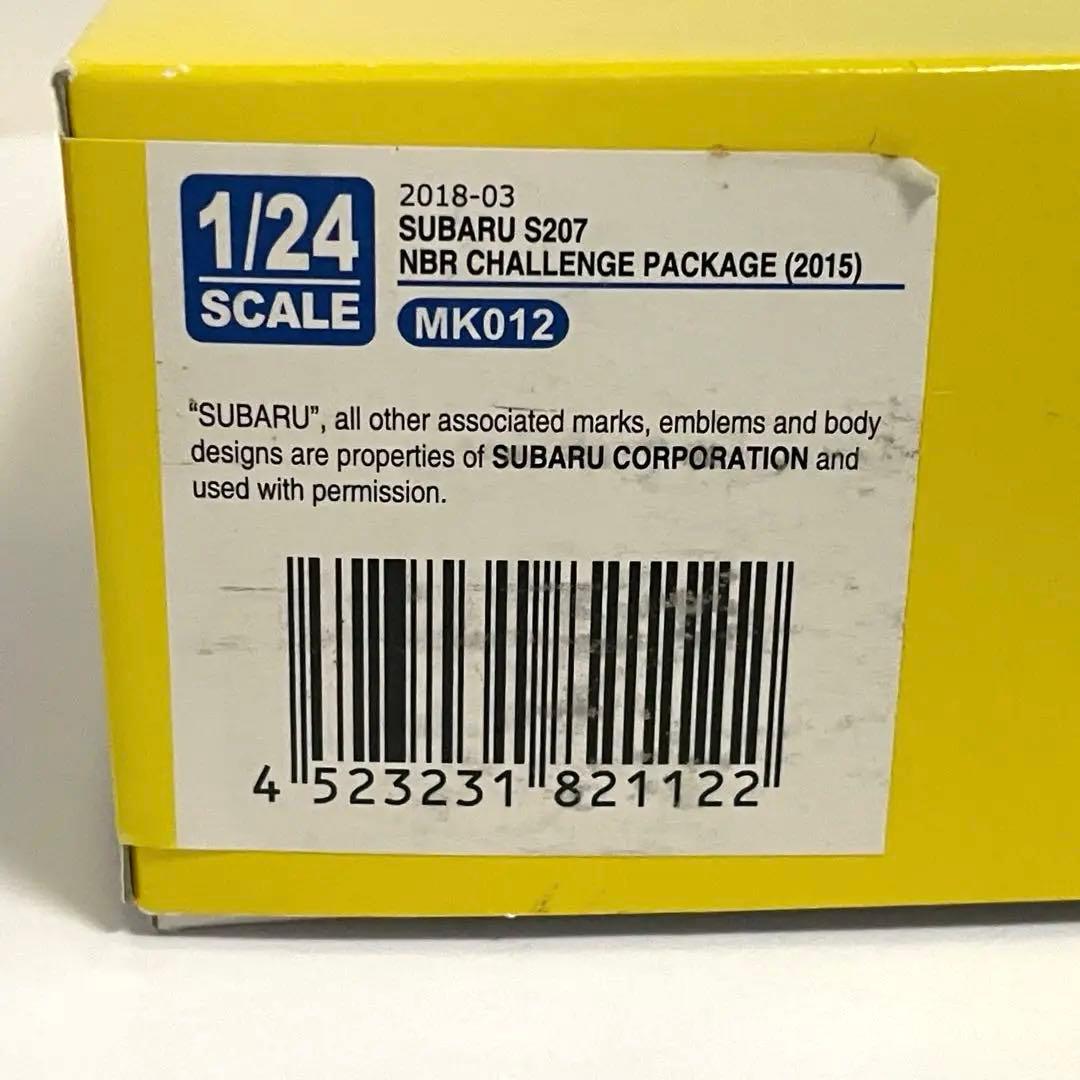 1/24
SCALE
2018-03
SUBARU S207
NBR CHALLENGE PACKAGE (2015)
MK012
“SUBARU”, all other associated marks, emblems and body
designs are properties of SUBARU CORPORATION and
used with permission.
4 523231 821122